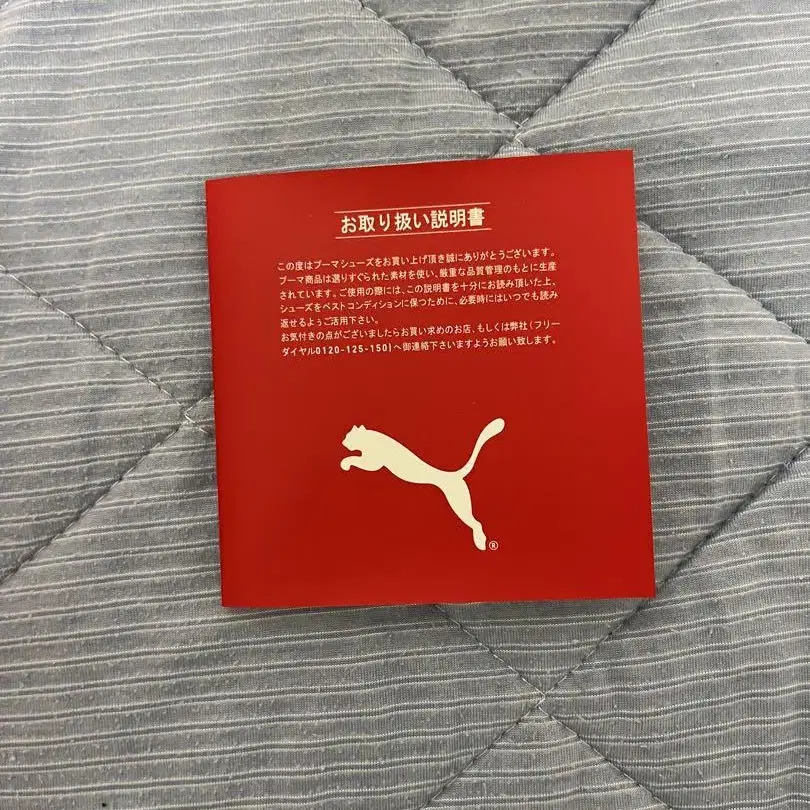 お取り扱い説明書
この度はプーマシューズをお買い上げ頂き誠にありがとうございます。
プーマ商品は選りすぐられた素材を使い、厳重な品質管理のもとに生産
されています。ご使用の際には、この説明書を十分にお読み頂いた上、
シューズをベストコンディションに保つために、必要時にはいつでも読み
返せるようご活用下さい。
お気付きの点がございましたらお買い求めのお店、もしくは弊社(フリー
ダイヤル0120-125-150)へ御連絡下さいますようお願い致します。
®